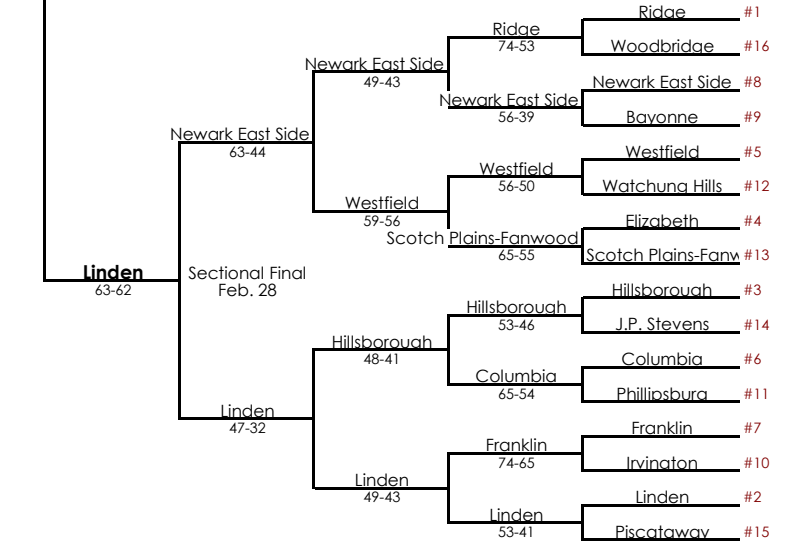 Ridge #1
Ridge
74-53
Woodbridge #16
Newark East Side
49-43
Newark East Side #8
Newark East Side
56-39
Bayonne #9
Newark East Side
63-44
Westfield #5
Westfield
56-50
Watchung Hills #12
Westfield
59-56
Elizabeth #4
Scotch Plains-Fanwood
65-55
Scotch Plains-Fanw #13
Linden
63-62
Sectional Final
Feb. 28
Hillsborough #3
Hillsborough
53-46
J.P. Stevens #14
Hillsborough
48-41
Columbia #6
Columbia
65-54
Phillipsburg #11
Linden
47-32
Franklin #7
Franklin
74-65
Irvington #10
Linden
49-43
Linden #2
Linden
53-41
Piscataway #15